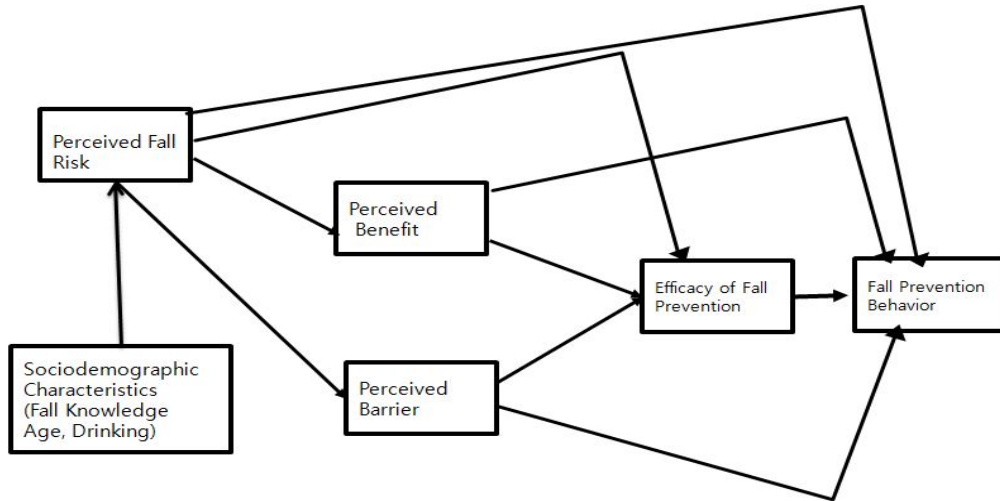 Perceived Fall
Risk
Perceived
Benefit
Efficacy of Fall
Prevention
Fall Prevention
Behavior
Sociodemographic
Characteristics
(Fall Knowledge
Age, Drinking)
Perceived
Barrier